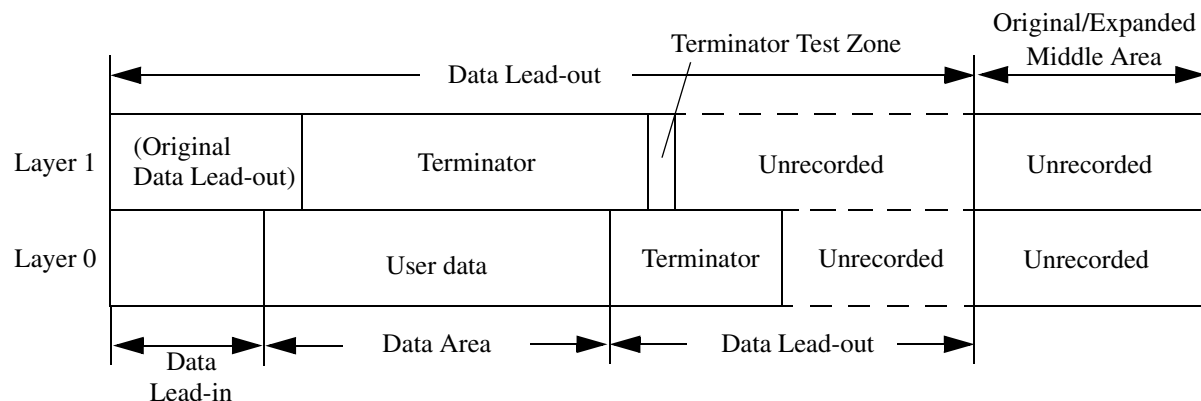 Original/Expanded
Middle Area
Terminator Test Zone
Data Lead-out
Layer 1
(Original
Data Lead-out)
Terminator
Unrecorded
Unrecorded
Layer 0
User data
Terminator
Unrecorded
Unrecorded
Data
Lead-in
Data Area
Data Lead-out